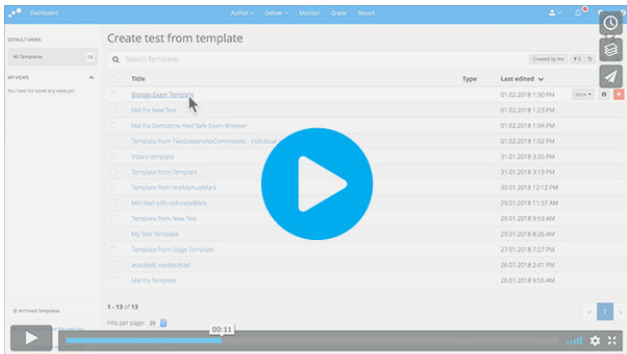 Dashboard Author Deliver Monitor Grade Report
DEFAULT VIEWS
All Templates 13
MY VIEWS
You have not saved any views yet
Archived Templates
Create test from template
Search Templates
Created by me
Title Type Last edited
Biology Exam Template 01.02.2018 1:30 PM More
Mal fra New Test 01.02.2018 1:23 PM
Mal fra Demoprøve med Safe Exam Browser 01.02.2018 1:04 PM
Template from TwoGradersNoCommittees - Individual 01.02.2018 1:02 PM
Vidars template 31.01.2018 3:35 PM
Template from Template 31.01.2018 3:13 PM
Template from testManualMark 30.01.2018 12:12 PM
Min Mal 29.01.2018 11:37 AM
Template from New Test 29.01.2018 9:53 AM
My Test Template 29.01.2018 8:26 AM
Template from Stage Template 27.01.2018 7:27 PM
26.01.2018 2:41 PM
Mal fra Template 26.01.2018 9:55 AM
1 - 13 of 13
1
Hits per page: 20
00:11